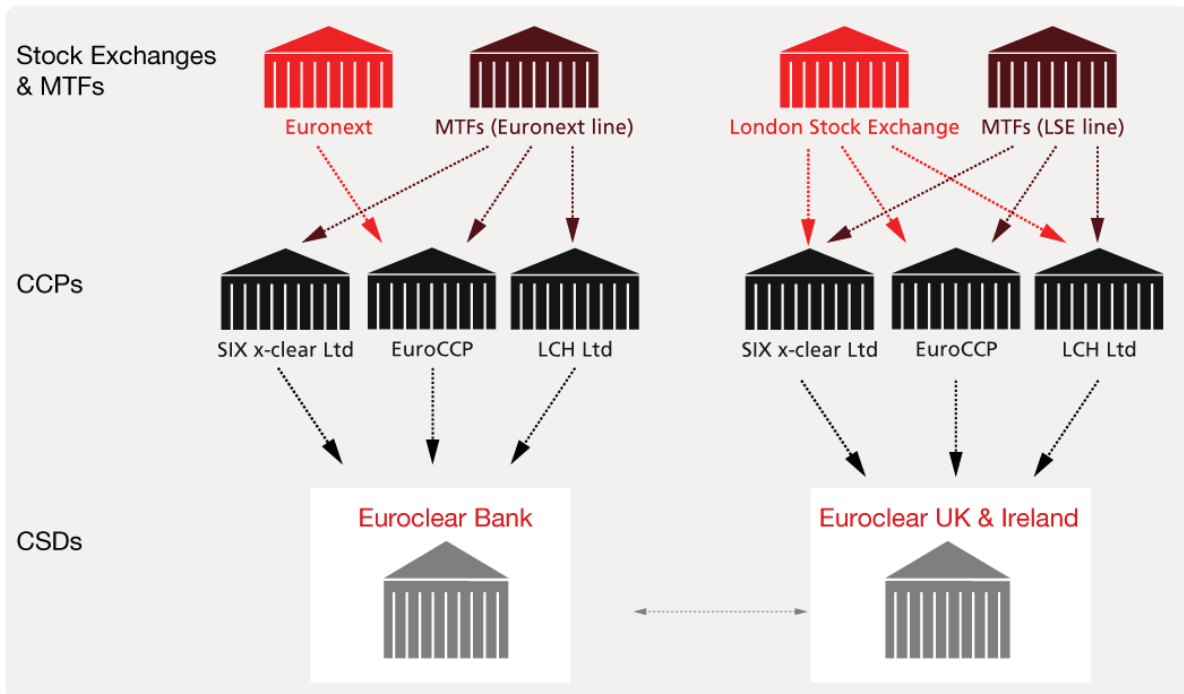 Stock Exchanges
& MTFs
Euronext
MTFs (Euronext line)
London Stock Exchange
MTFs (LSE line)
CCPs
SIX x-clear Ltd
EuroCCP
LCH Ltd
SIX x-clear Ltd
EuroCCP
LCH Ltd
CSDs
Euroclear Bank
Euroclear UK & Ireland